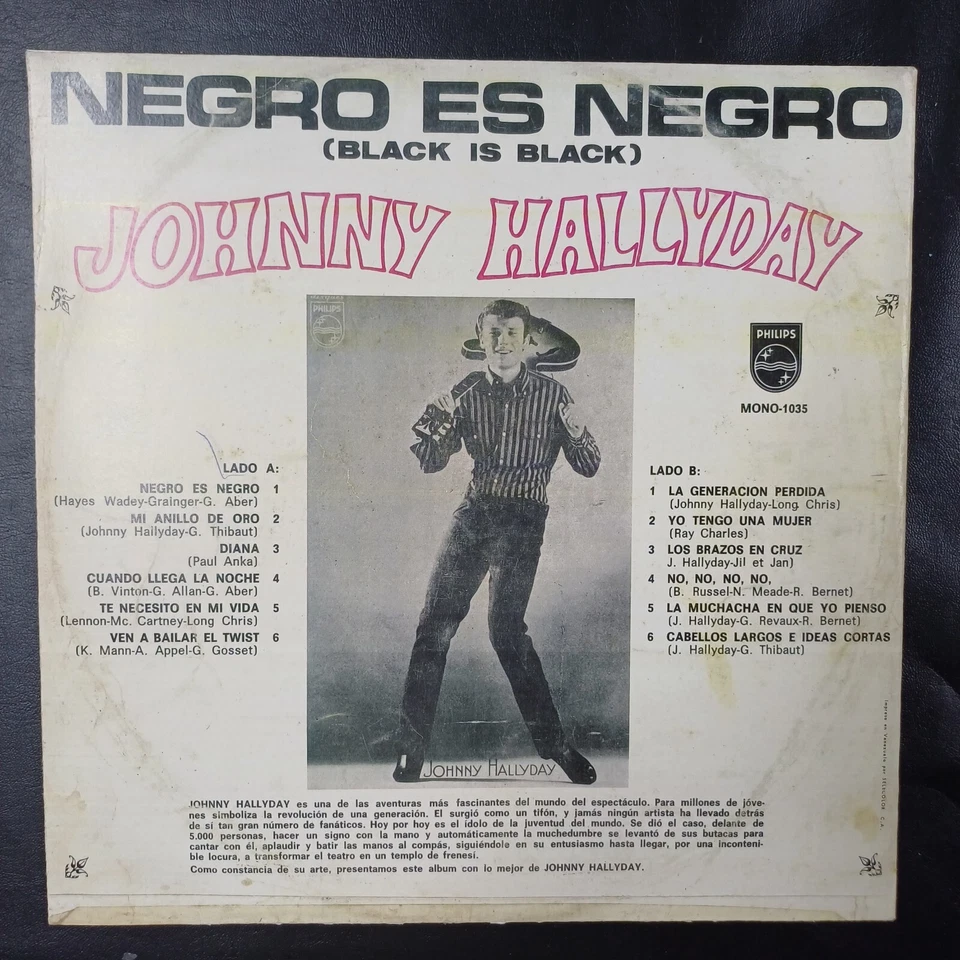 NEGRO ES NEGRO
(BLACK IS BLACK)
JOHNNY HALLYDAY
PHILIPS
PHILIPS
MONO-1035
LADO A:
NEGRO ES NEGRO 1
(Hayes Wadey-Grainger-G. Aber)
MI ANILLO DE ORO 2
(Johnny Hallyday-G. Thibaut)
DIANA 3
(Paul Anka)
CUANDO LLEGA LA NOCHE 4
(B. Vinton-G. Allan-G. Aber)
TE NECESITO EN MI VIDA 5
(Lennon-Mc. Cartney-Long Chris)
VEN A BAILAR EL TWIST 6
(K. Mann-A. Appel-G. Gosset)
LADO B:
1 LA GENERACION PERDIDA
(Johnny Hallyday-Long Chris)
2 YO TENGO UNA MUJER
(Ray Charles)
3 LOS BRAZOS EN CRUZ
J. Hallyday-Jil et Jan)
4 NO, NO, NO, NO,
(B. Russel-N. Meade-R. Bernet)
5 LA MUCHACHA EN QUE YO PIENSO
(J. Hallyday-G. Revaux-R. Bernet)
6 CABELLOS LARGOS E IDEAS CORTAS
(J. Hallyday-G. Thibaut)
JOHNNY HALLYDAY
JOHNNY HALLYDAY es una de las aventuras más fascinantes del mundo del espectáculo. Para millones de jóve-
nes simboliza la revolución de una generación. El surgió como un tifón, y jamás ningún artista ha llevado detrás
de sí tan gran número de fanáticos. Hoy por hoy es el ídolo de la juventud del mundo. Se dió el caso, delante de
5.000 personas, hacer un signo con la mano y automáticamente la muchedumbre se levantó de sus butacas para
cantar con él, aplaudir y batir las manos al compás, siguiéndole en su entusiasmo hasta llegar, por una inconteni-
ble locura, a transformar el teatro en un templo de frenesí.
Como constancia de su arte, presentamos este album con lo mejor de JOHNNY HALLYDAY.
Impreso en Venezuela por